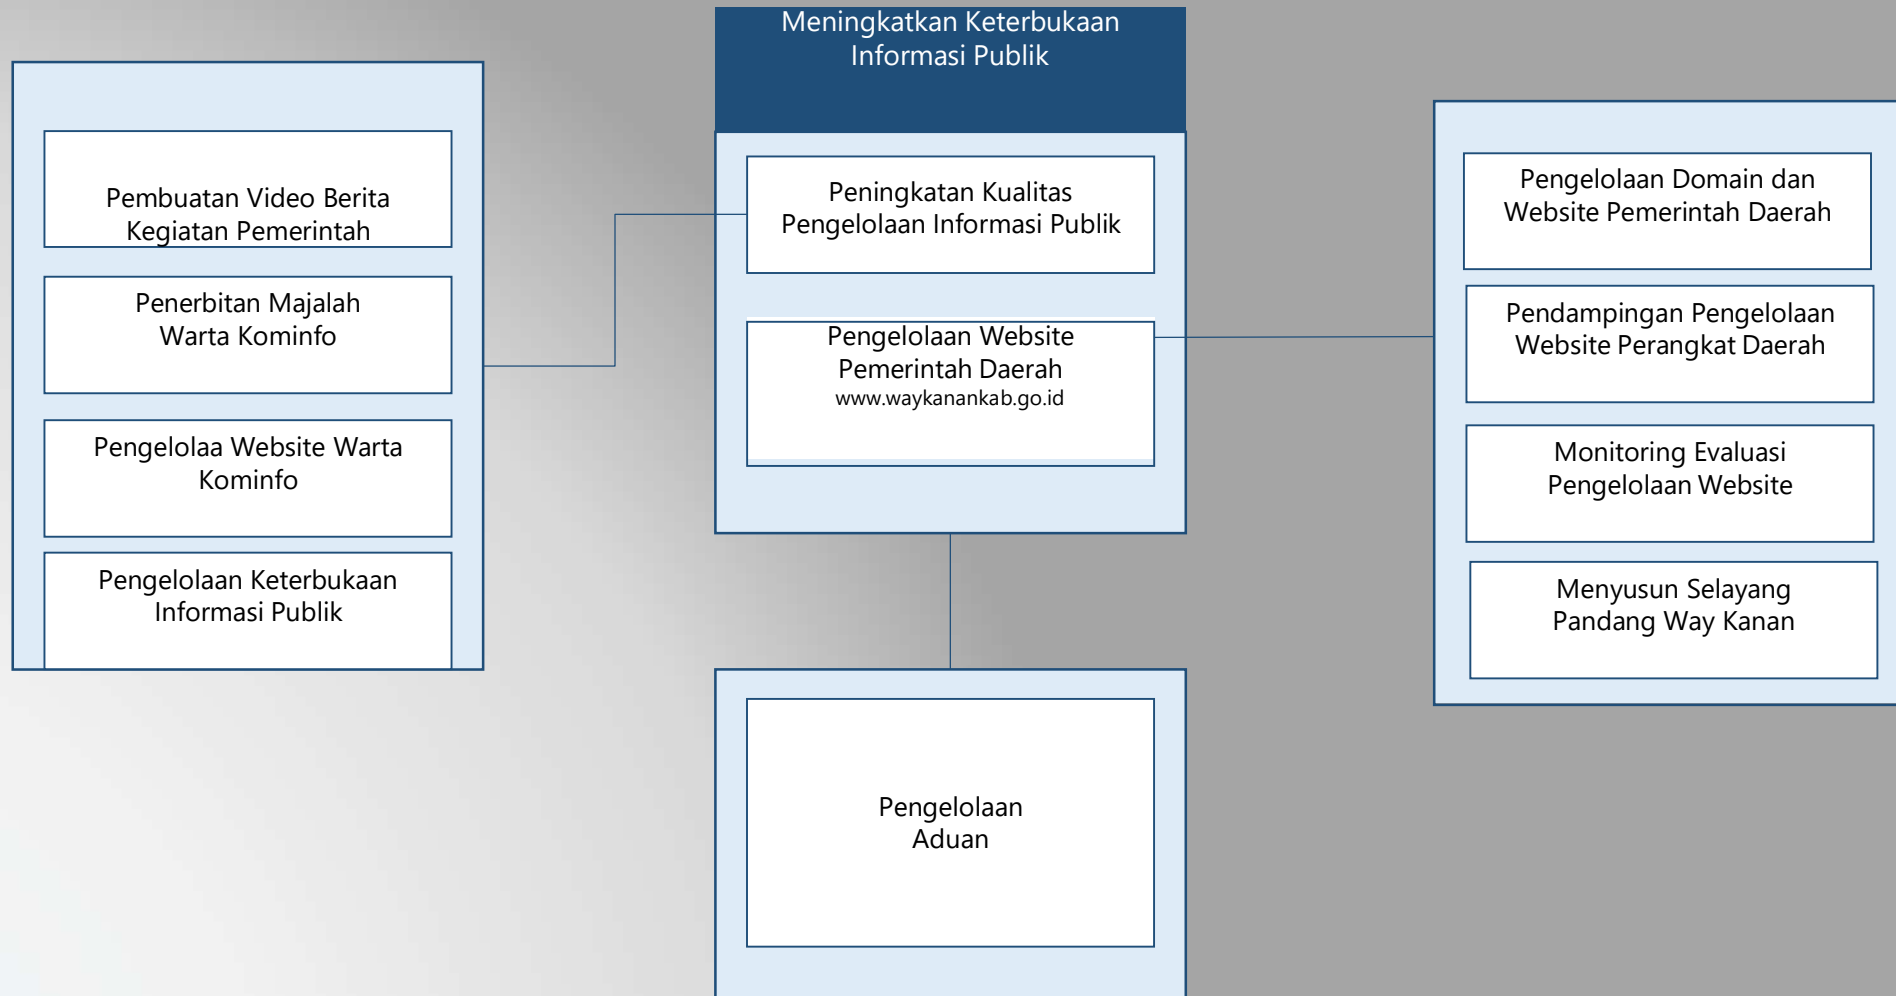 Meningkatkan Keterbukaan
Informasi Publik
Pembuatan Video Berita
Kegiatan Pemerintah
Penerbitan Majalah
Warta Kominfo
Pengelolaa Website Warta
Kominfo
Pengelolaan Keterbukaan
Informasi Publik
Peningkatan Kualitas
Pengelolaan Informasi Publik
Pengelolaan Website
Pemerintah Daerah
www.waykanankab.go.id
Pengelolaan Domain dan
Website Pemerintah Daerah
Pendampingan Pengelolaan
Website Perangkat Daerah
Monitoring Evaluasi
Pengelolaan Website
Menyusun Selayang
Pandang Way Kanan
Pengelolaan
Aduan